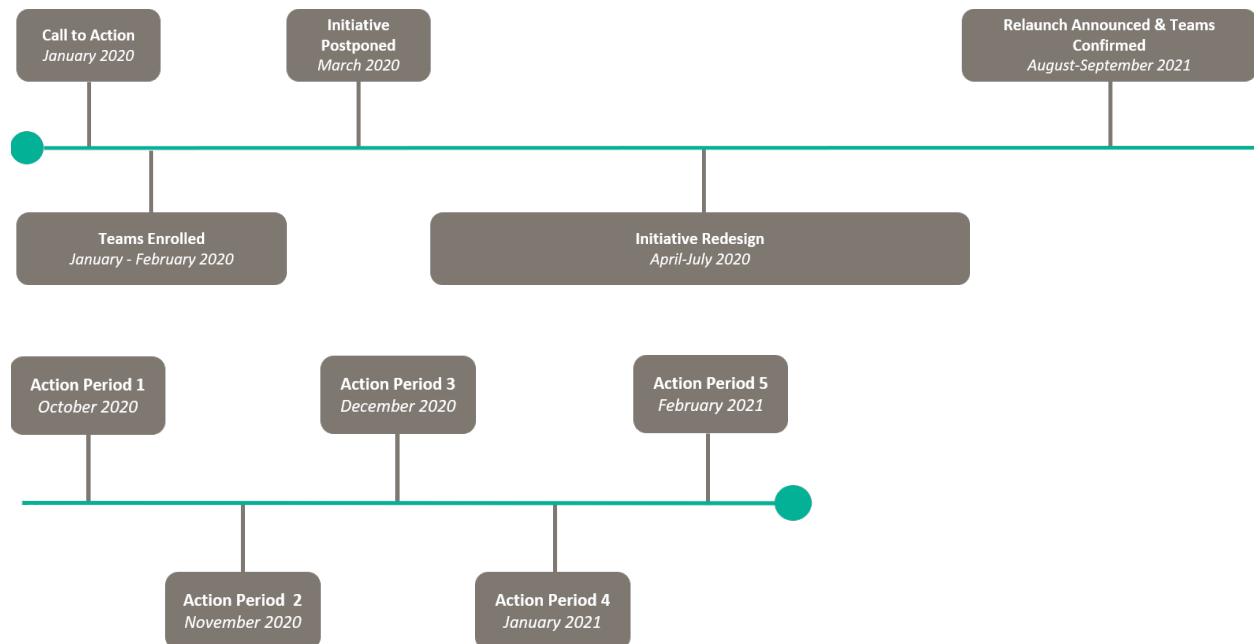 Call to Action
January 2020
Initiative
Postponed
March 2020
Relaunch Announced & Teams
Confirmed
August-September 2021
Teams Enrolled
January - February 2020
Initiative Redesign
April-July 2020
Action Period 1
October 2020
Action Period 3
December 2020
Action Period 5
February 2021
Action Period  2
November 2020
Action Period 4
January 2021